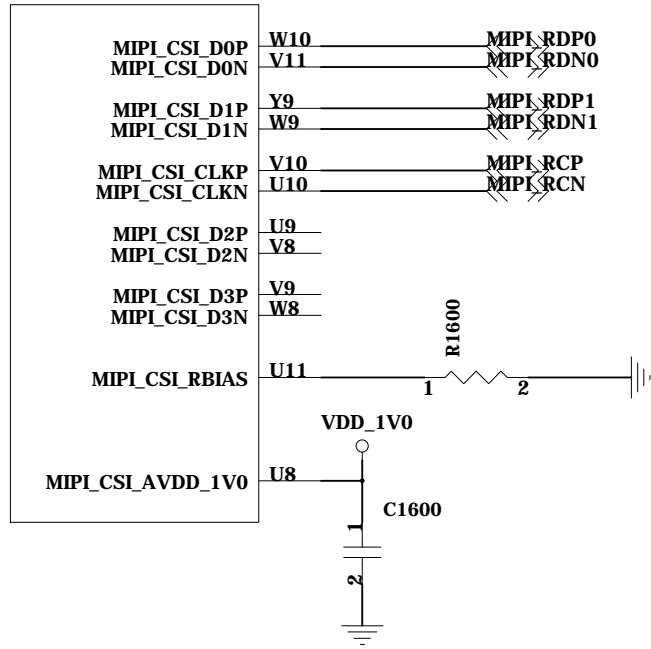 MIPI_CSI_D0P W10 MIPI_RDP0
MIPI_CSI_D0N V11 MIPI_RDN0
MIPI_CSI_D1P Y9 MIPI_RDP1
MIPI_CSI_D1N W9 MIPI_RDN1
MIPI_CSI_CLKP V10 MIPI_RCP
MIPI_CSI_CLKN U10 MIPI_RCN
MIPI_CSI_D2P U9
MIPI_CSI_D2N V8
MIPI_CSI_D3P V9
MIPI_CSI_D3N W8
R1600
MIPI_CSI_RBIAS U11
1 2
VDD_1V0
MIPI_CSI_AVDD_1V0 U8
C1600
1
2